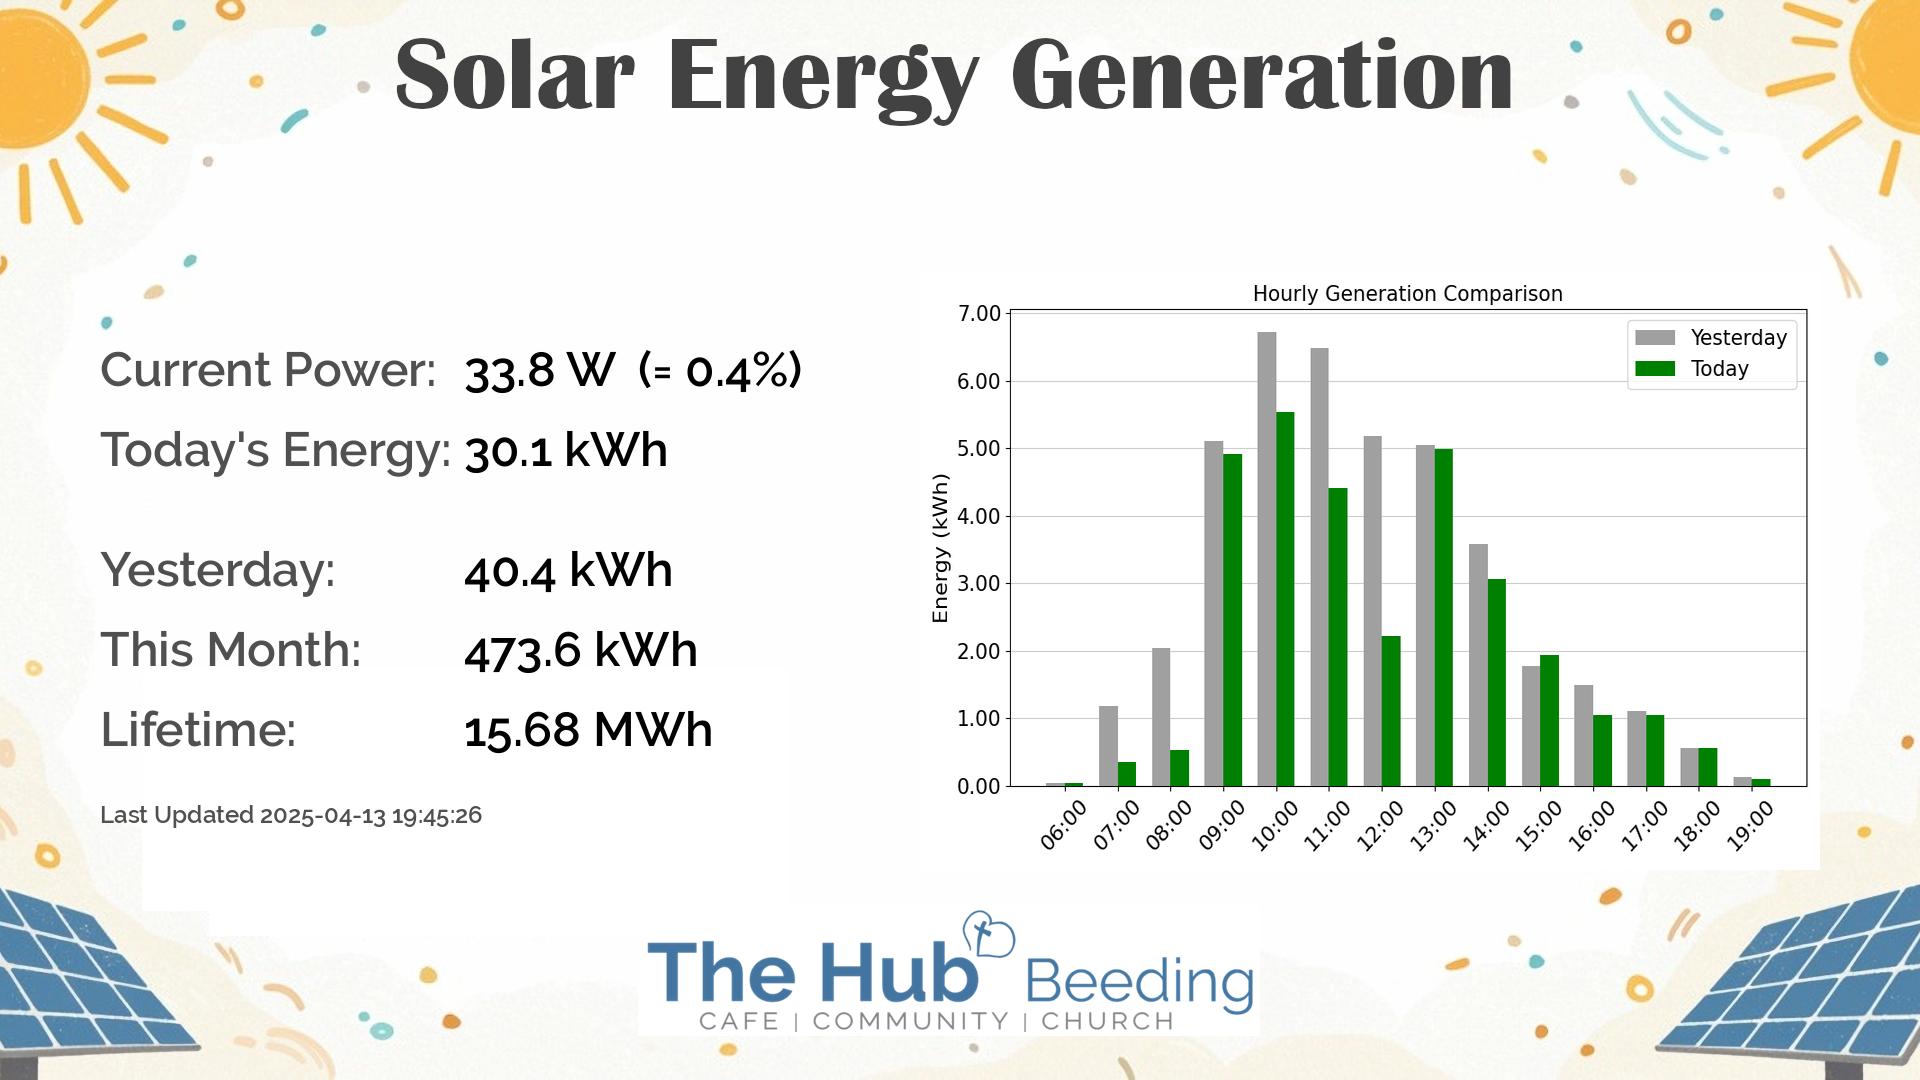 Solar Energy Generation
Current Power: 33.8 W (= 0.4%)
Today's Energy: 30.1 kWh
Yesterday: 40.4 kWh
This Month: 473.6 kWh
Lifetime: 15.68 MWh
Last Updated 2025-04-13 19:45:26
Hourly Generation Comparison
Yesterday
Today
Energy (kWh)
7.00
6.00
5.00
4.00
3.00
2.00
1.00
0.00
06:00 07:00 08:00 09:00 10:00 11:00 12:00 13:00 14:00 15:00 16:00 17:00 18:00 19:00
The Hub Beeding
CAFE | COMMUNITY | CHURCH